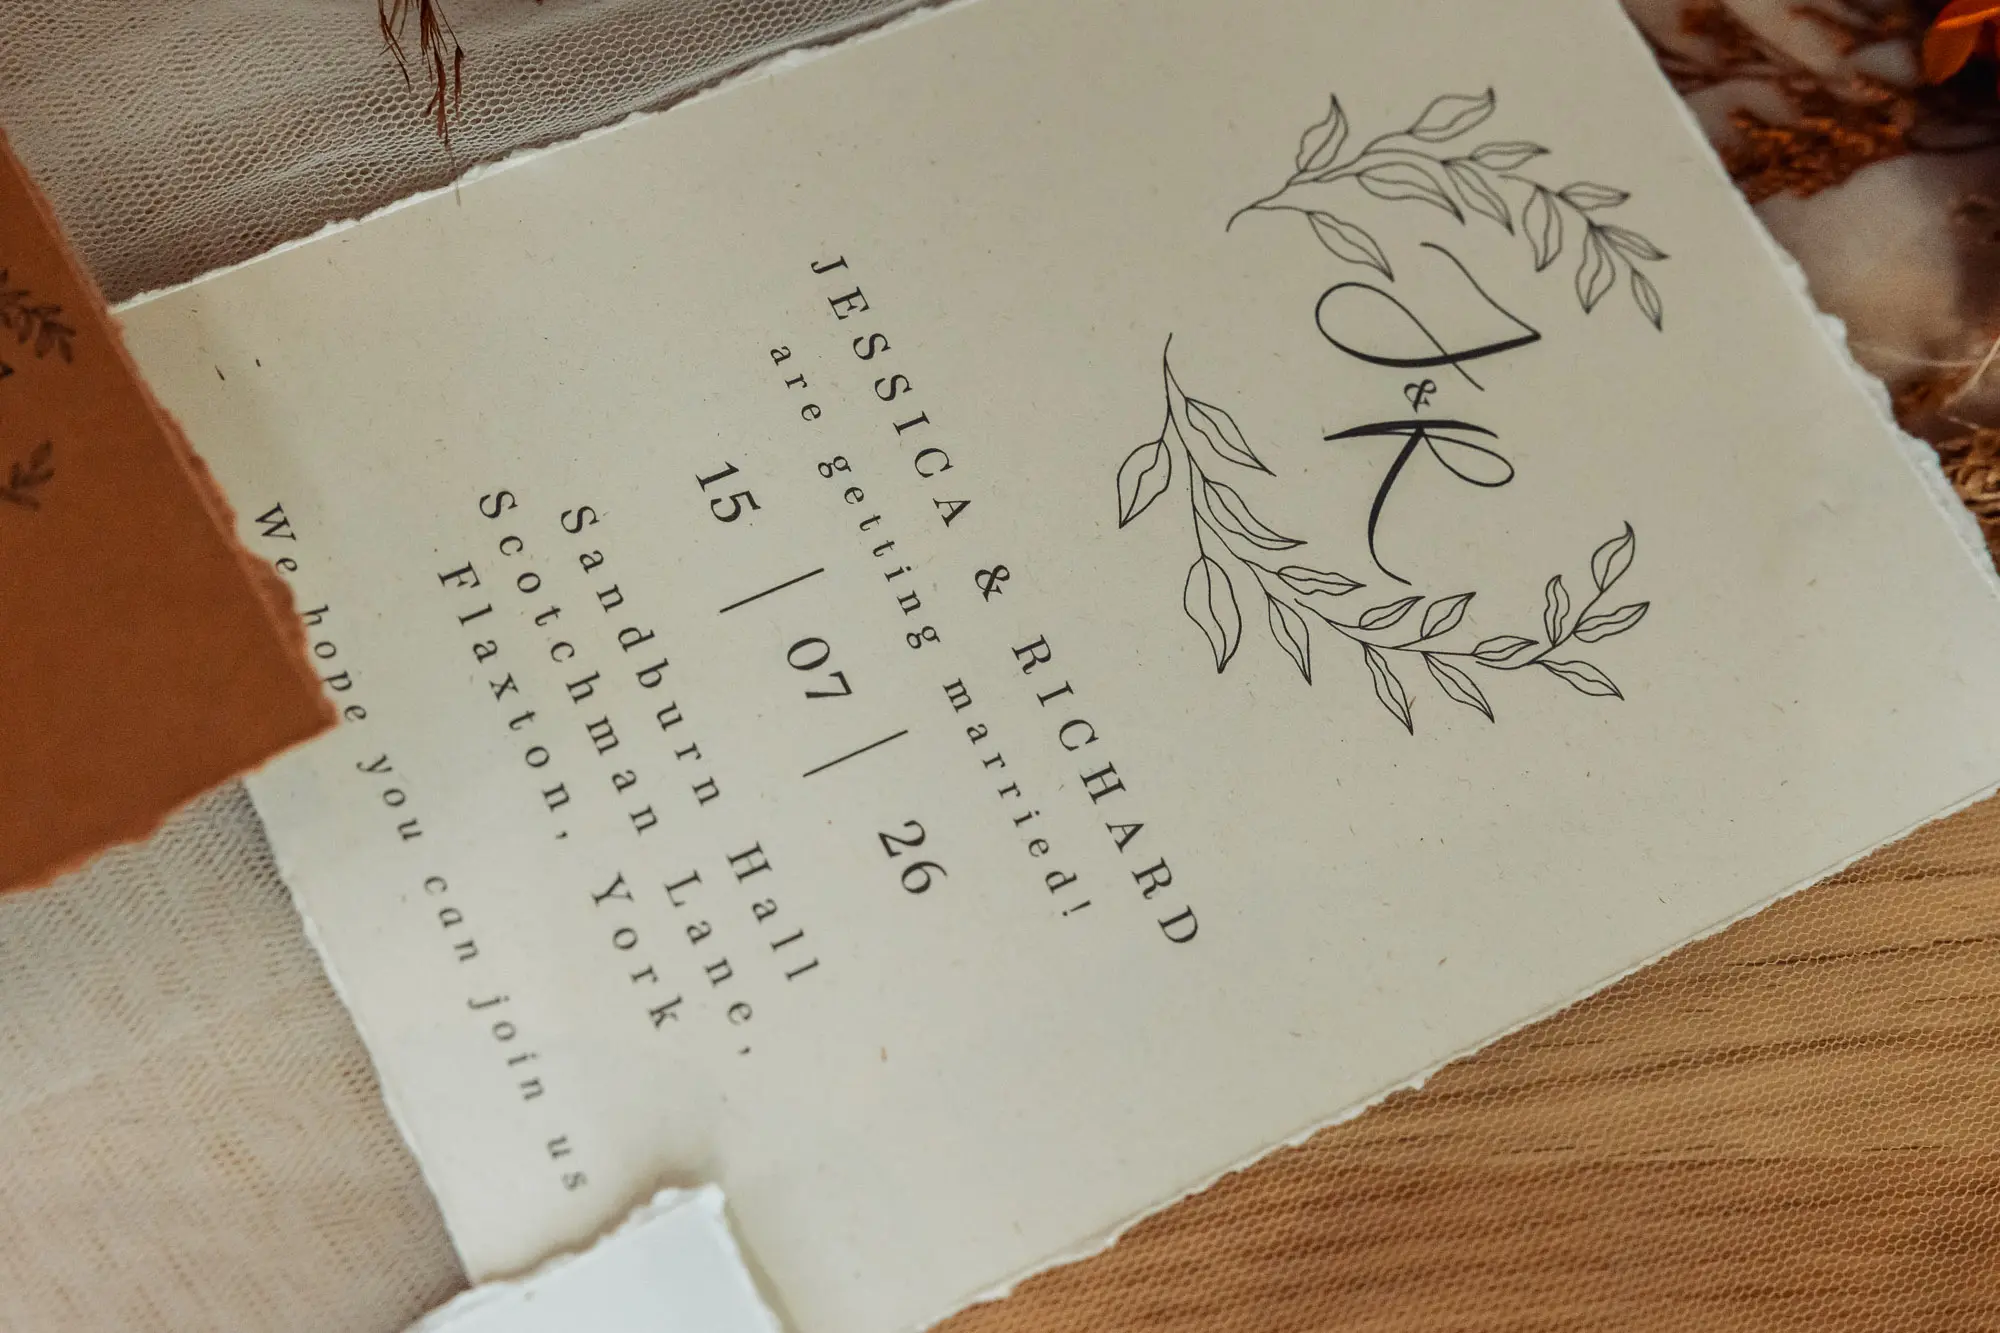 J
&
R
JESSICA & RICHARD
are getting married!
15 | 07 | 26
Sandburn Hall
Scotchman Lane,
Flaxton, York
We hope you can join us